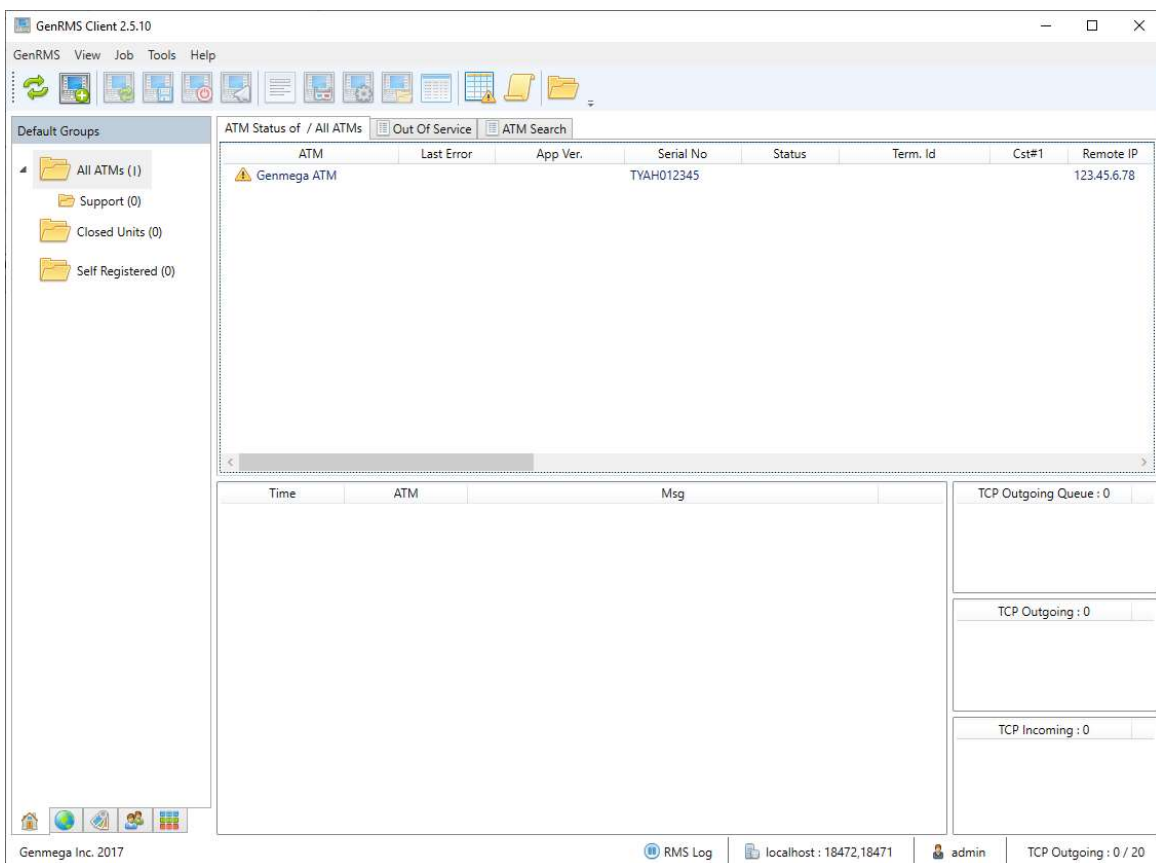 GenRMS Client 2.5.10
GenRMS View Job Tools Help
Default Groups
All ATMs (1)
Support (0)
Closed Units (0)
Self Registered (0)
ATM Status of / All ATMs Out Of Service ATM Search
ATM Last Error App Ver. Serial No Status Term. Id Cst#1 Remote IP
Genmega ATM TYAH012345 123.45.6.78
Time ATM Msg
TCP Outgoing Queue : 0
TCP Outgoing : 0
TCP Incoming : 0
Genmega Inc. 2017 RMS Log localhost : 18472,18471 admin TCP Outgoing : 0 / 20